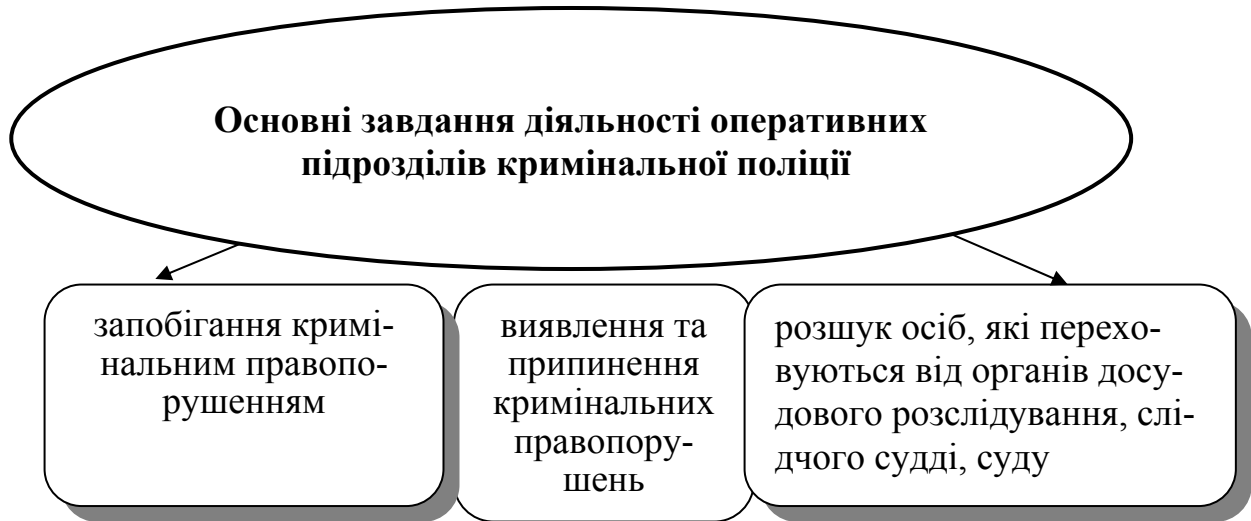 Основні завдання діяльності оперативних
підрозділів кримінальної поліції
запобігання кримі-
нальним правопо-
рушенням
виявлення та
припинення
кримінальних
правопору-
шень
розшук осіб, які перехо-
вуються від органів досу-
дового розслідування, слі-
дчого судді, суду